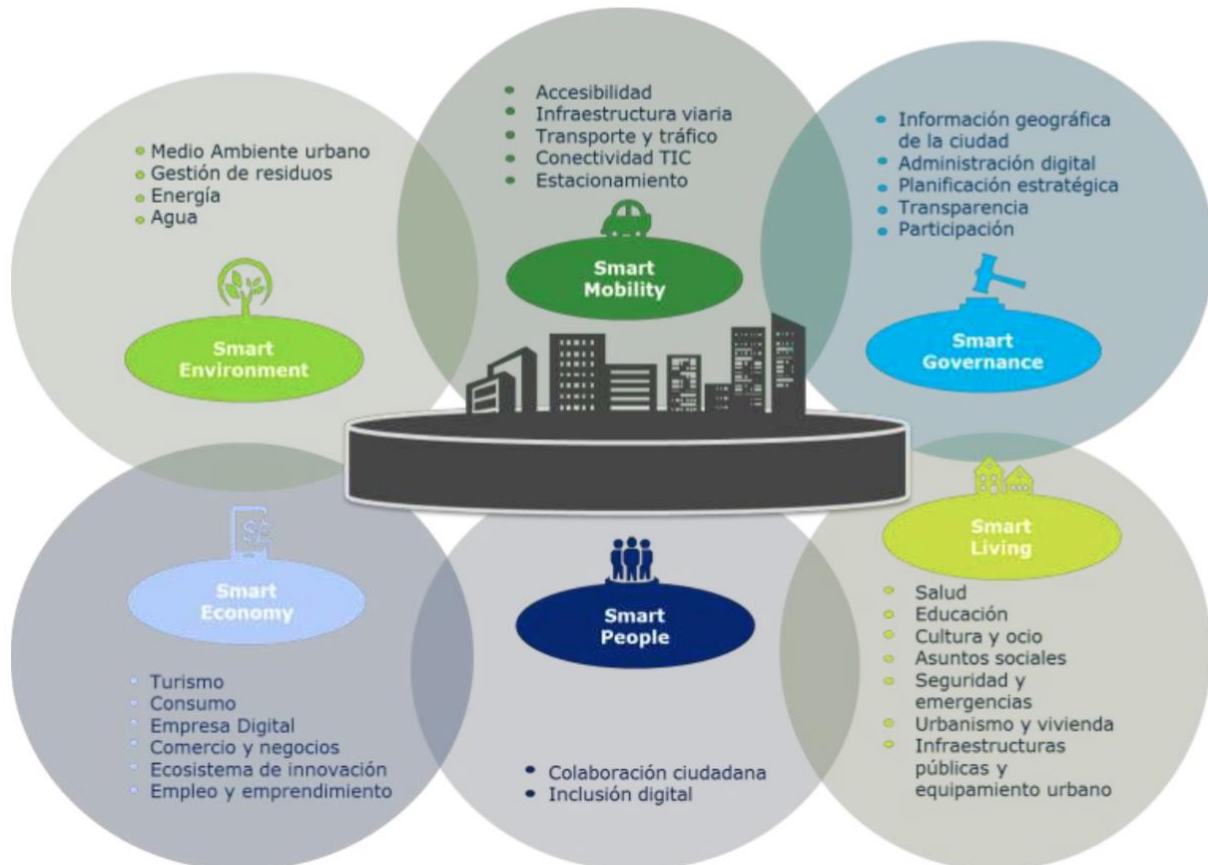 Medio Ambiente urbano
Gestión de residuos
Energía
Agua
Smart
Environment
Accesibilidad
Infraestructura viaria
Transporte y tráfico
Conectividad TIC
Estacionamiento
Smart
Mobility
Información geográfica
de la ciudad
Administración digital
Planificación estratégica
Transparencia
Participación
Smart
Governance
Smart
Economy
Turismo
Consumo
Empresa Digital
Comercio y negocios
Ecosistema de innovación
Empleo y emprendimiento
Smart
People
Colaboración ciudadana
Inclusión digital
Smart
Living
Salud
Educación
Cultura y ocio
Asuntos sociales
Seguridad y
emergencias
Urbanismo y vivienda
Infraestructuras
públicas y
equipamiento urbano